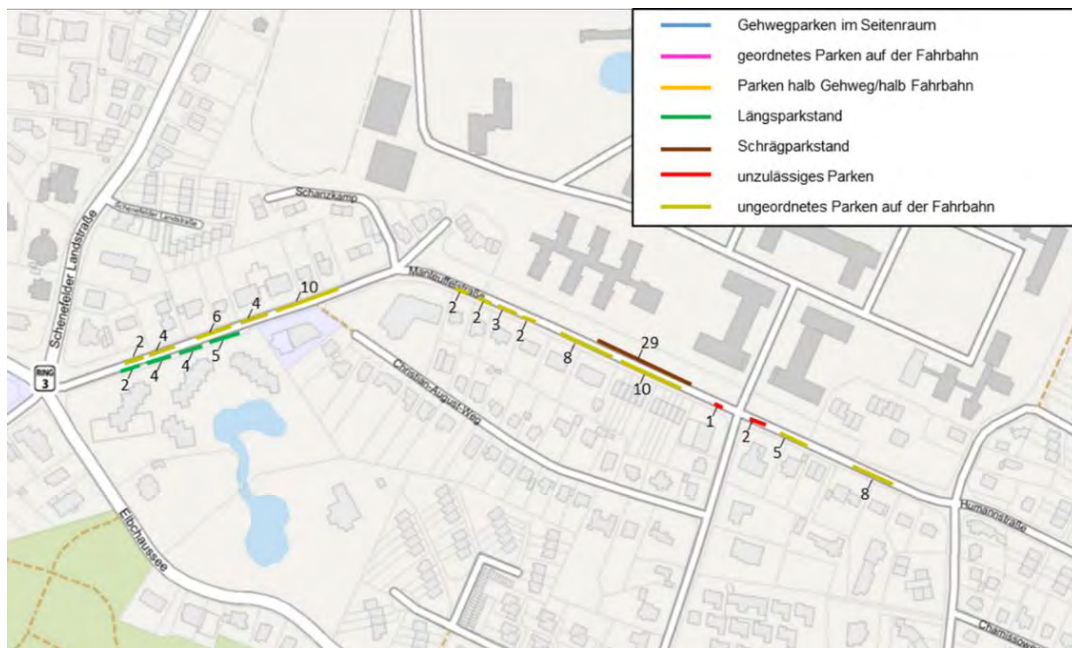 Gehwegparken im Seitenraum
geordnetes Parken auf der Fahrbahn
Parken halb Gehweg/halb Fahrbahn
Längsparkstand
Schrägparkstand
unzulässiges Parken
ungeordnetes Parken auf der Fahrbahn
Schenefelder Landstraße
Schenefelder Landstraße
Schanzkamp
Manteuffelstraße
10
4
6
4
2
2
4
4
5
2
2
3
2
8
29
10
1
2
5
8
RING
3
Christian-August-Weg
Elbchaussee
Humannstraße